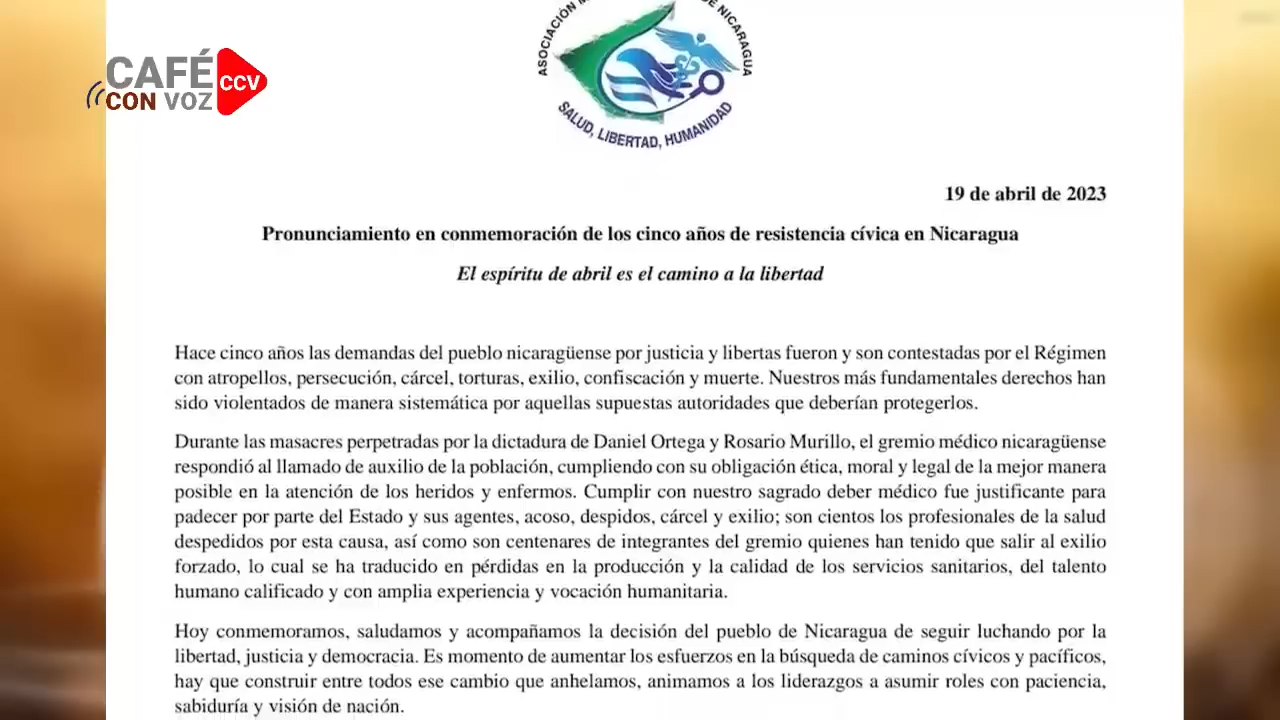 CAFÉ
CON VOZ
CCV
ASOCIACIÓN M DE NICARAGUA
SALUD, LIBERTAD, HUMANIDAD
19 de abril de 2023
Pronunciamiento en conmemoración de los cinco años de resistencia cívica en Nicaragua
El espíritu de abril es el camino a la libertad
Hace cinco años las demandas del pueblo nicaragüense por justicia y libertas fueron y son contestadas por el Régimen
con atropellos, persecución, cárcel, torturas, exilio, confiscación y muerte. Nuestros más fundamentales derechos han
sido violentados de manera sistemática por aquellas supuestas autoridades que deberían protegerlos.
Durante las masacres perpetradas por la dictadura de Daniel Ortega y Rosario Murillo, el gremio médico nicaragüense
respondió al llamado de auxilio de la población, cumpliendo con su obligación ética, moral y legal de la mejor manera
posible en la atención de los heridos y enfermos. Cumplir con nuestro sagrado deber médico fue justificante para
padecer por parte del Estado y sus agentes, acoso, despidos, cárcel y exilio; son cientos los profesionales de la salud
despedidos por esta causa, así como son centenares de integrantes del gremio quienes han tenido que salir al exilio
forzado, lo cual se ha traducido en pérdidas en la producción y la calidad de los servicios sanitarios, del talento
humano calificado y con amplia experiencia y vocación humanitaria.
Hoy conmemoramos, saludamos y acompañamos la decisión del pueblo de Nicaragua de seguir luchando por la
libertad, justicia y democracia. Es momento de aumentar los esfuerzos en la búsqueda de caminos cívicos y pacíficos,
hay que construir entre todos ese cambio que anhelamos, animamos a los liderazgos a asumir roles con paciencia,
sabiduría y visión de nación.